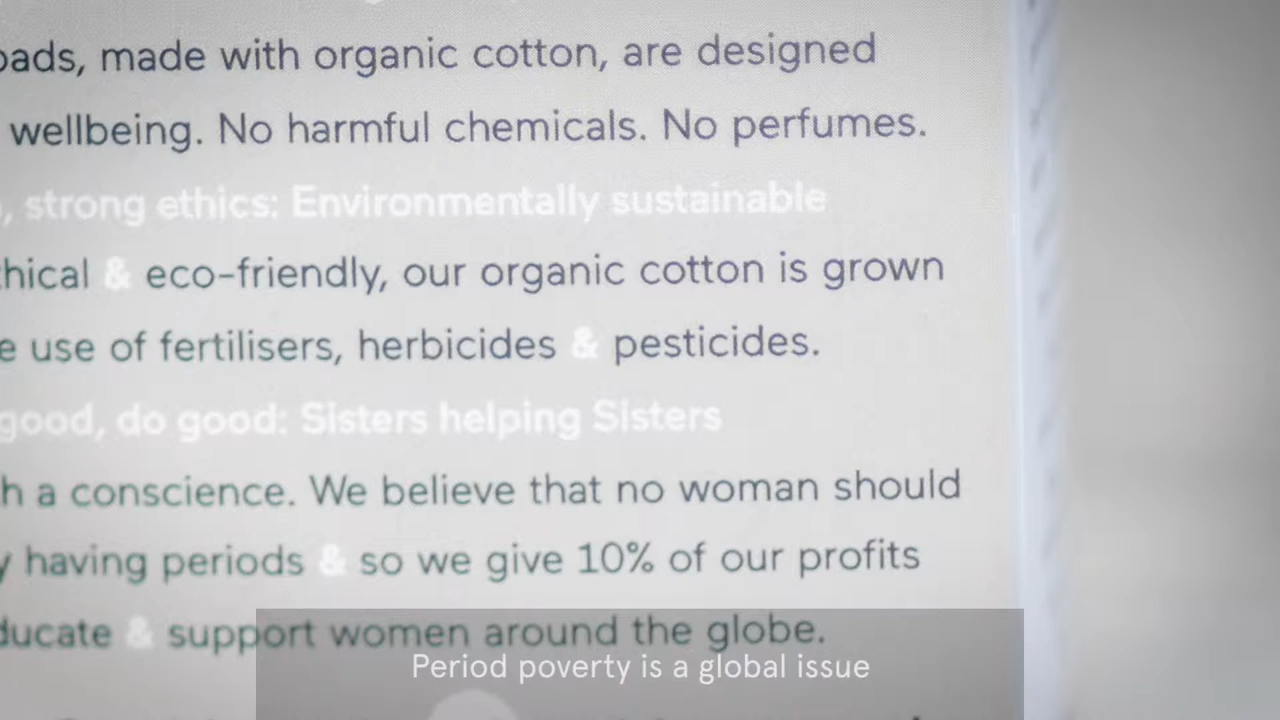 made with organic cotton, are designed
wellbeing. No harmful chemicals. No perfumes.
strong ethics: Environmentally sustainable
& eco-friendly, our organic cotton is grown
use of fertilisers, herbicides & pesticides.
good, do good: Sisters helping Sisters
a conscience. We believe that no woman should
having periods & so we give 10% of our profits
& support women around the globe.
Period poverty is a global issue